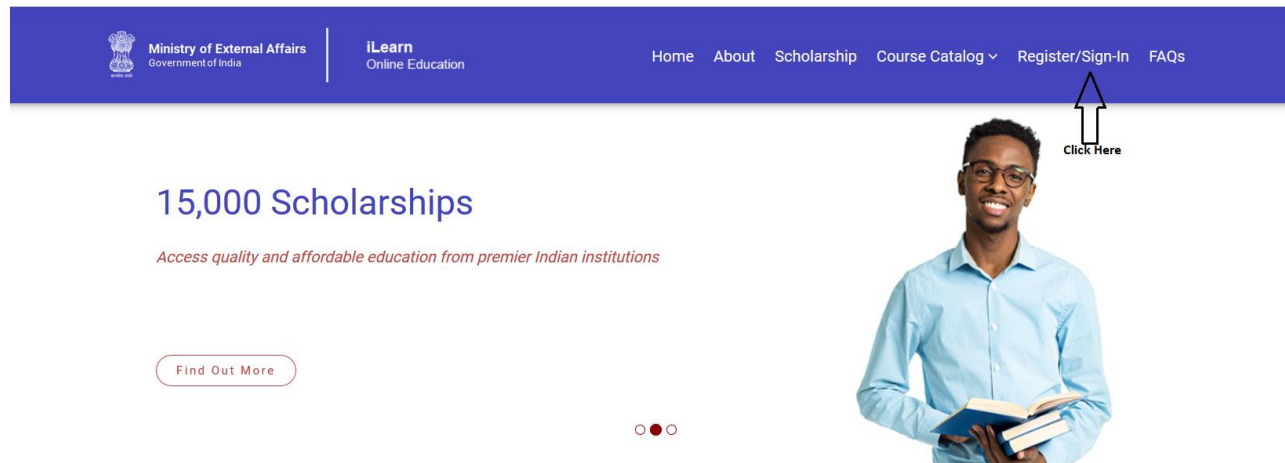 Ministry of External Affairs
Government of India
iLearn
Online Education
Home About Scholarship Course Catalog Register/Sign-In FAQs
Click Here
15,000 Scholarships
Access quality and affordable education from premier Indian institutions
Find Out More